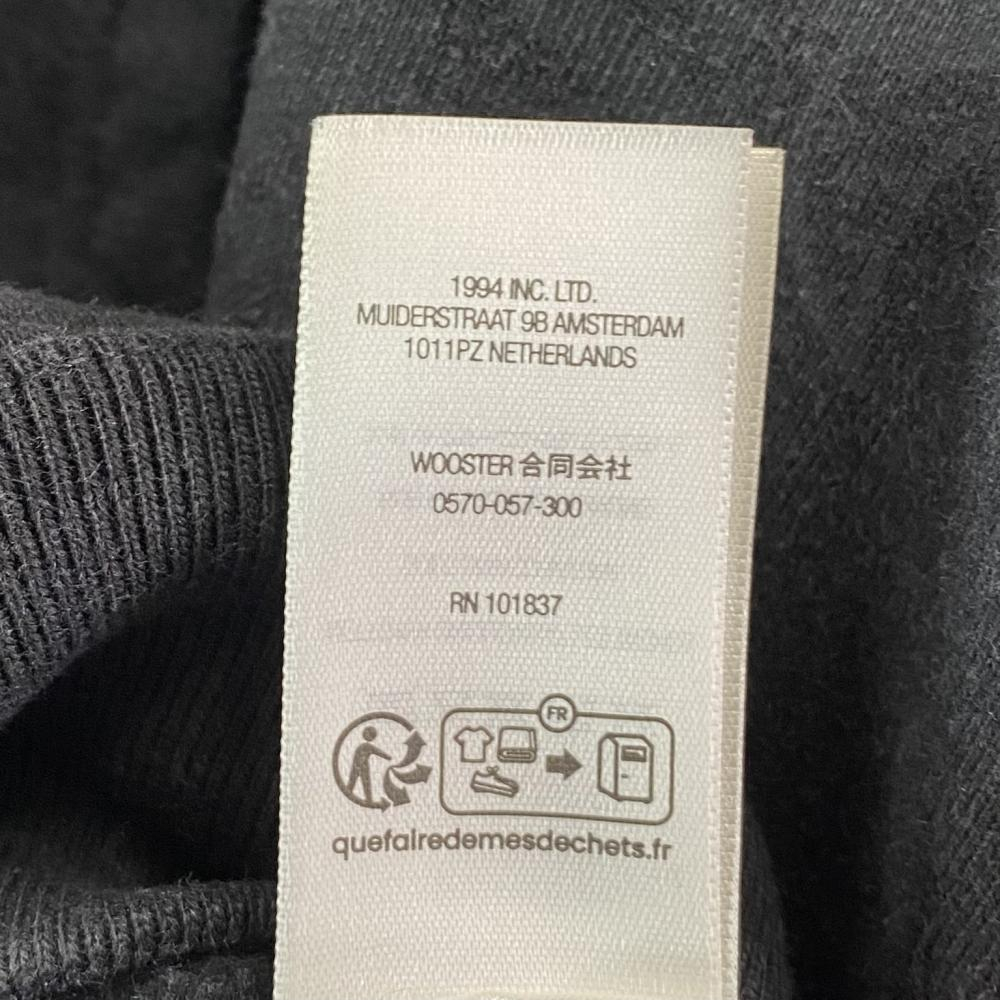 1994 INC. LTD.
MUIDERSTRAAT 9B AMSTERDAM
1011PZ NETHERLANDS
WOOSTER 合同会社
0570-057-300
RN 101837
FR
quefairedemesdechets.fr